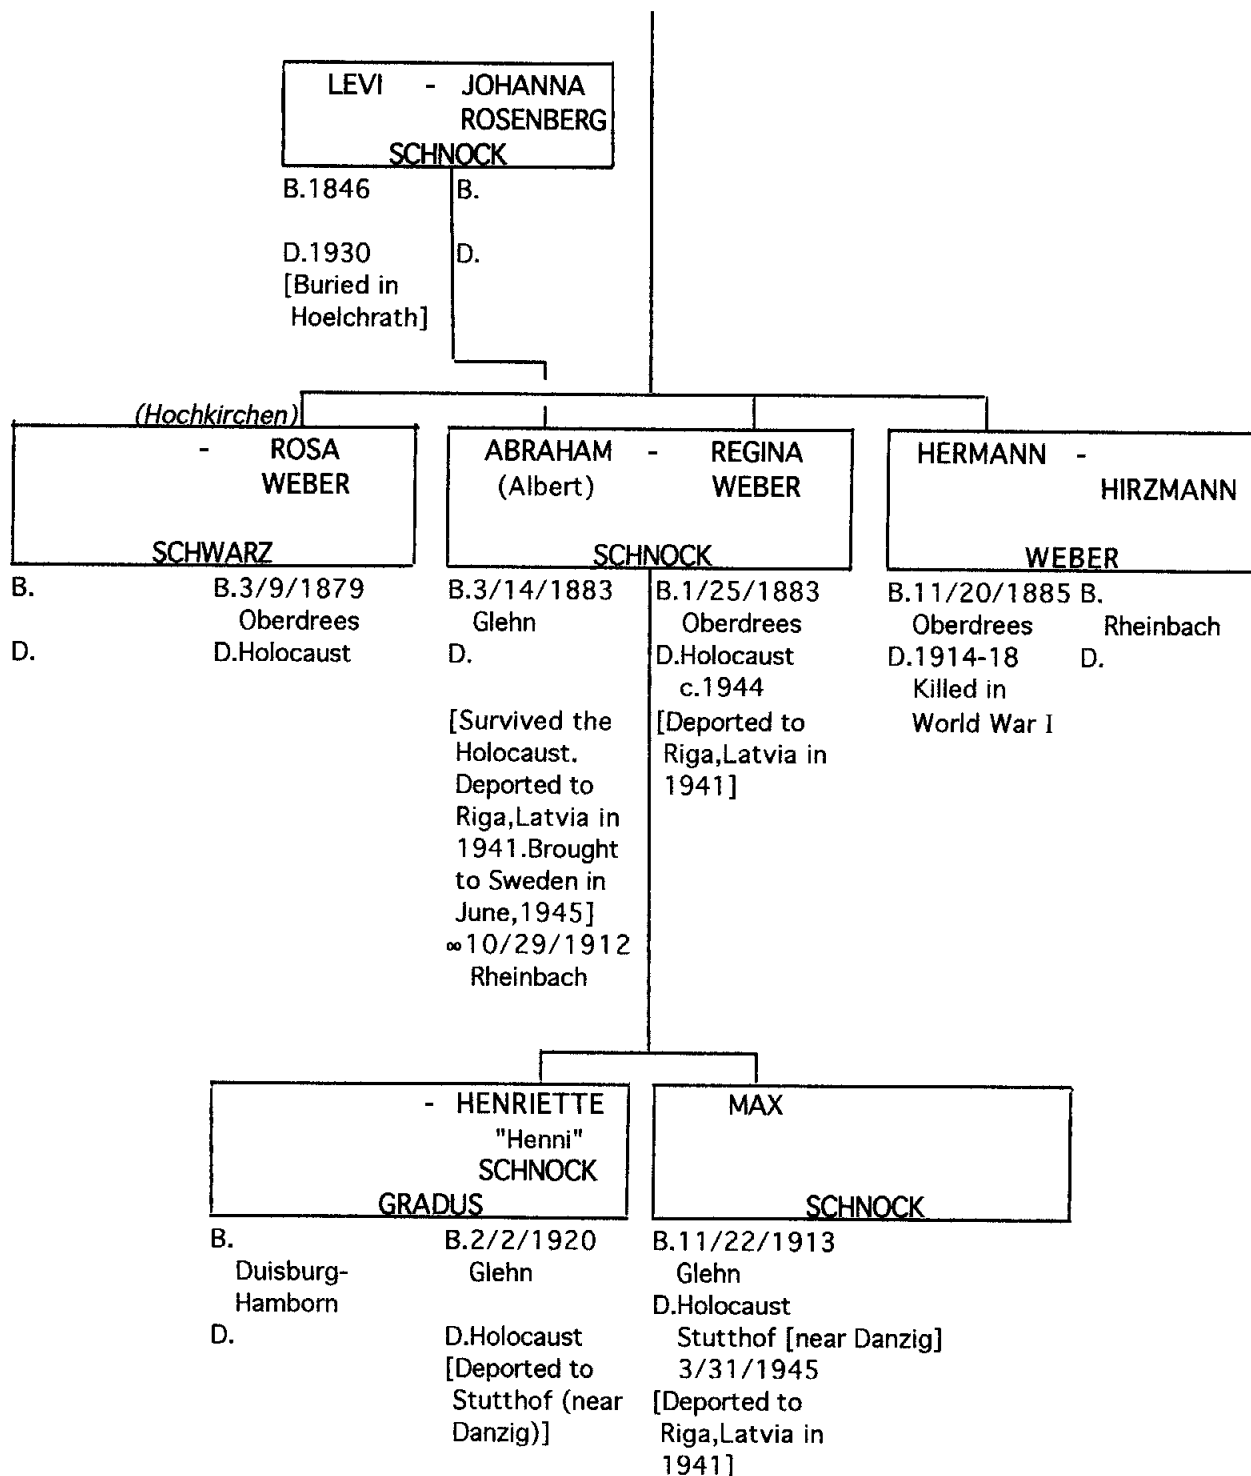 LEVI - JOHANNA
ROSENBERG
SCHNOCK
B.1846 B.
D.1930 D.
[Buried in
Hoelchrath]
(Hochkirchen)
- ROSA
WEBER
SCHWARZ
B. B.3/9/1879
Oberdrees
D. D.Holocaust
ABRAHAM - REGINA
(Albert) WEBER
SCHNOCK
B.3/14/1883
Glehn
D.
[Survived the
Holocaust.
Deported to
Riga,Latvia in
1941.Brought
to Sweden in
June,1945]
∞10/29/1912
Rheinbach
B.1/25/1883
Oberdrees
D.Holocaust
c.1944
[Deported to
Riga,Latvia in
1941]
HERMANN -
HIRZMANN
WEBER
B.11/20/1885 B.
Oberdrees Rheinbach
D.1914-18 D.
Killed in
World War I
- HENRIETTE
"Henni"
SCHNOCK
GRADUS
B.
Duisburg-
Hamborn
D.
B.2/2/1920
Glehn
D.Holocaust
[Deported to
Stutthof (near
Danzig)]
MAX
SCHNOCK
B.11/22/1913
Glehn
D.Holocaust
Stutthof [near Danzig]
3/31/1945
[Deported to
Riga,Latvia in
1941]